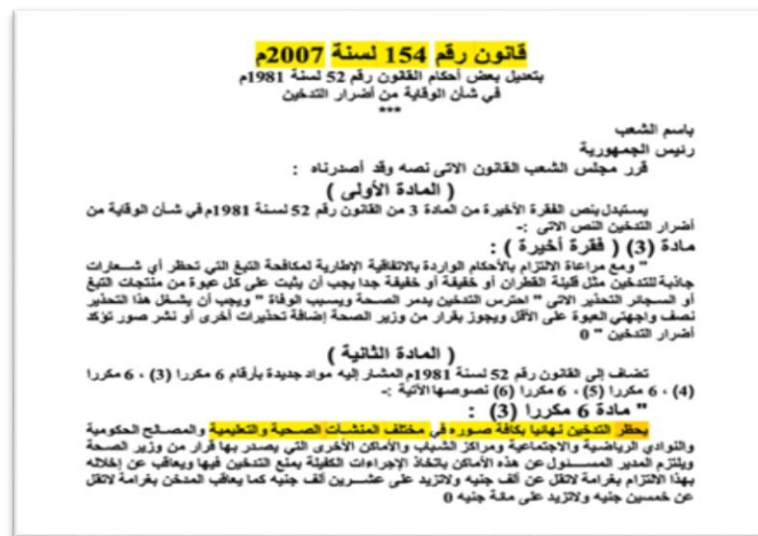 قانون رقم 154 لسنة 2007م
بتعديل بعض أحكام القانون رقم 52 لسنة 1981م
في شأن الوقاية من أضرار التدخين
***
باسم الشعب
رئيس الجمهورية
قرر مجلس الشعب القانون الاتى نصه وقد أصدرناه :
( المادة الأولى )
يستبدل بنص الفقرة الأخيرة من المادة 3 من القانون رقم 52 لسنة 1981م في شأن الوقاية من
أضرار التدخين النص الاتى :-
مادة (3) ( فقرة أخيرة ) :
" ومع مراعاة الالتزام بالأحكام الواردة بالاتفاقية الإطارية لمكافحة التبغ التي تحظر أي شعارات
جاذبة للتدخين مثل قليلة القطران أو خفيفة أو خفيفة جدا يجب أن يثبت على كل عبوة من منتجات التبغ
أو السجائر التحذير الاتى " احترس التدخين يدمر الصحة ويسبب الوفاة " ويجب أن يشغل هذا التحذير
نصف واجهتي العبوة على الأقل ويجوز بقرار من وزير الصحة إضافة تحذيرات أخرى أو نشر صور تؤكد
أضرار التدخين " 0
( المادة الثانية )
تضاف إلى القانون رقم 52 لسنة 1981م المشار إليه مواد جديدة بأرقام 6 مكررا (3) ، 6 مكررا
(4) ، 6 مكررا (5) ، 6 مكررا (6) نصوصها الآتية :-
" مادة 6 مكررا (3) :
يحظر التدخين نهائيا بكافة صوره في مختلف المنشآت الصحية والتعليمية والمصالح الحكومية
والنوادي الرياضية والاجتماعية ومراكز الشباب والأماكن الأخرى التي يصدر بها قرار من وزير الصحة
ويلتزم المدير المسئول عن هذه الأماكن باتخاذ الإجراءات الكفيلة بمنع التدخين فيها ويعاقب عن إخلاله
بهذا الالتزام بغرامة لاتقل عن ألف جنيه ولاتزيد على عشرين ألف جنيه كما يعاقب المدخن بغرامة لاتقل
عن خمسين جنيه ولاتزيد على مائة جنيه 0